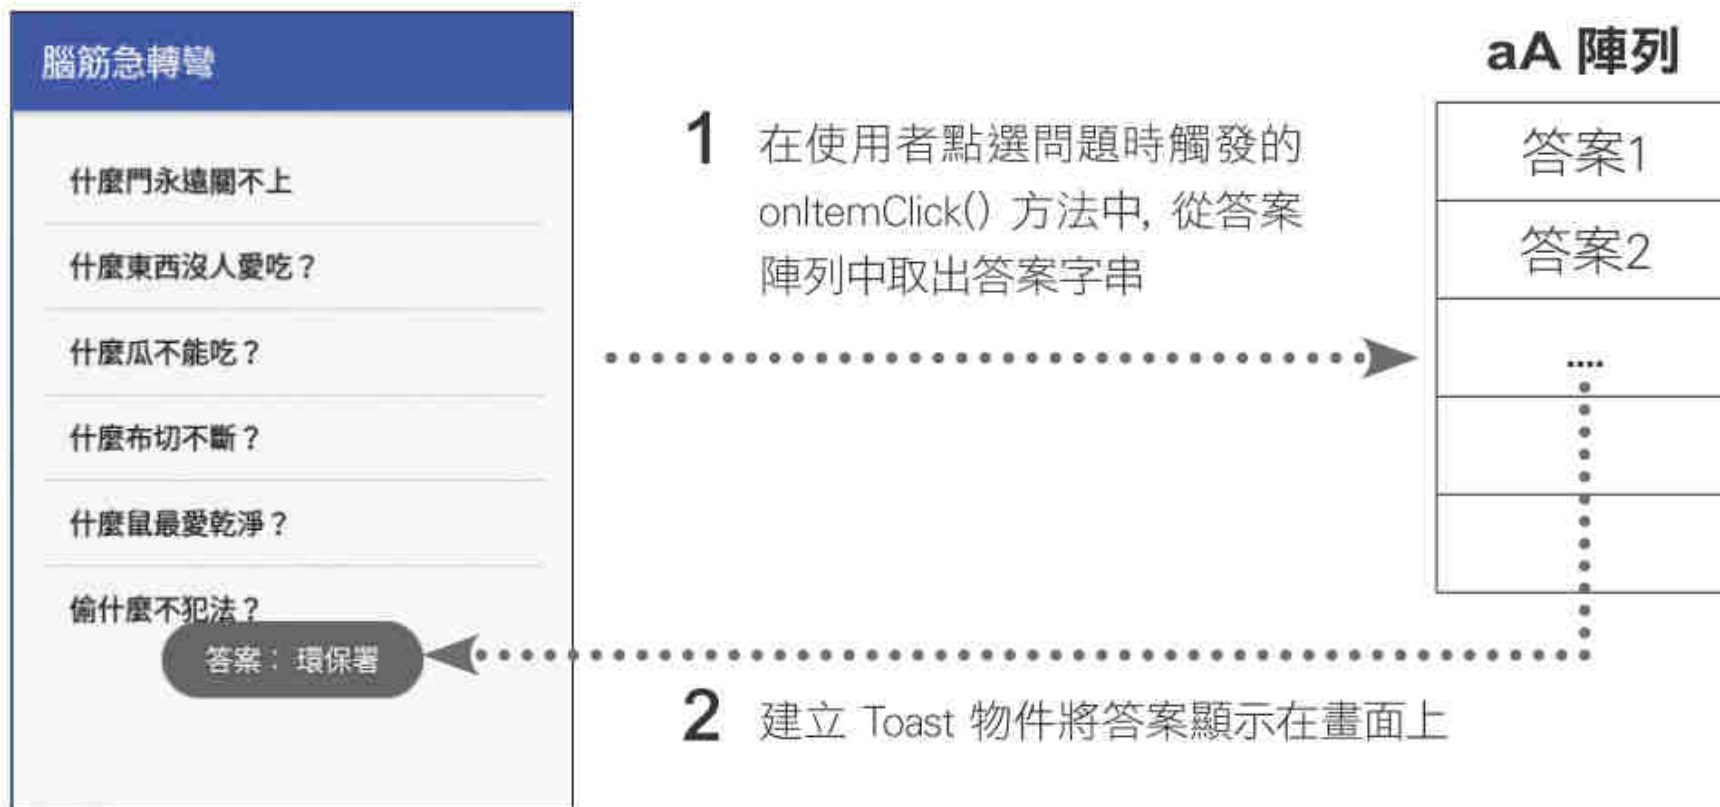 腦筋急轉彎
什麼門永遠關不上
什麼東西沒人愛吃？
什麼瓜不能吃？
什麼布切不斷？
什麼鼠最愛乾淨？
偷什麼不犯法？
答案： 環保署
1 在使用者點選問題時觸發的
onItemClick() 方法中, 從答案
陣列中取出答案字串
2 建立 Toast 物件將答案顯示在畫面上
aA 陣列
答案1
答案2
....